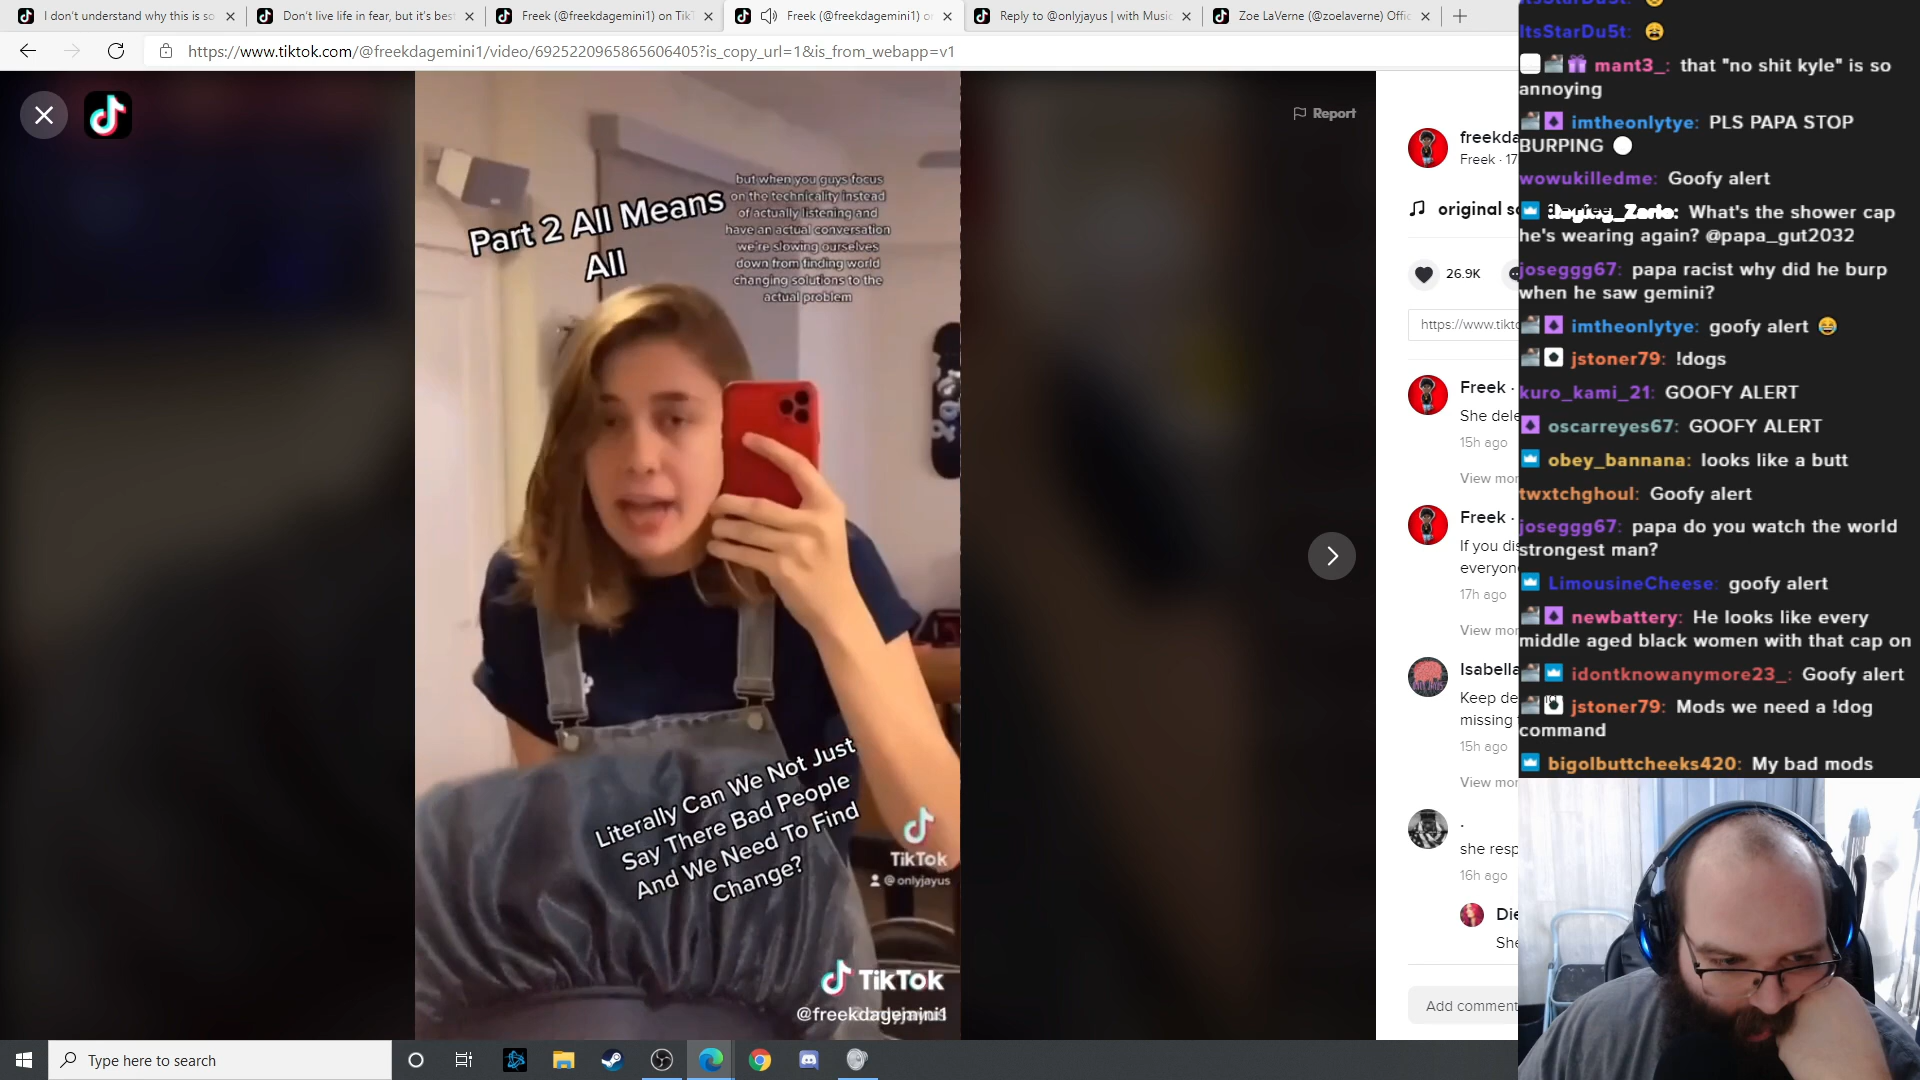 I don't understand why this is so
Don't live life in fear, but it's best
Freek (@freekdagemini1) on TikT
Freek (@freekdagemini1) o
Reply to @onlyjayus | with Music
Zoe LaVerne (@zoelaverne) Offic
https://www.tiktok.com/@freekdagemini1/video/6925220965865606405?is_copy_url=1&is_from_webapp=v1
Report
Part 2 All Means
All
but when you guys focus
on the technicality instead
of actually listening and
have an actual conversation
we're slowing ourselves
down from finding world
changing solutions to the
actual problem
Literally Can We Not Just
Say There Bad People
And We Need To Find
Change?
TikTok
@onlyjayus
TikTok
@freekdagemini1
freekda
Freek · 17
original so
26.9K
https://www.tikto
Freek ·
She dele
15h ago
View mor
Freek ·
If you dis
everyone
17h ago
View mor
Isabella
Keep de
missing
15h ago
View mor
.
she resp
16h ago
Die
She
Add comment
ItsStarDu5t:
ItsStarDu5t:
mant3_: that "no shit kyle" is so
annoying
imtheonlytye: PLS PAPA STOP
BURPING
wowukilledme: Goofy alert
What's the shower cap
he's wearing again? @papa_gut2032
joseggg67: papa racist why did he burp
when he saw gemini?
imtheonlytye: goofy alert 😂
jstoner79: !dogs
kuro_kami_21: GOOFY ALERT
oscarreyes67: GOOFY ALERT
obey_bannana: looks like a butt
twxtchghoul: Goofy alert
joseggg67: papa do you watch the world
strongest man?
LimousineCheese: goofy alert
newbattery: He looks like every
middle aged black women with that cap on
idontknowanymore23_: Goofy alert
jstoner79: Mods we need a !dog
command
bigolbuttcheeks420: My bad mods
Type here to search